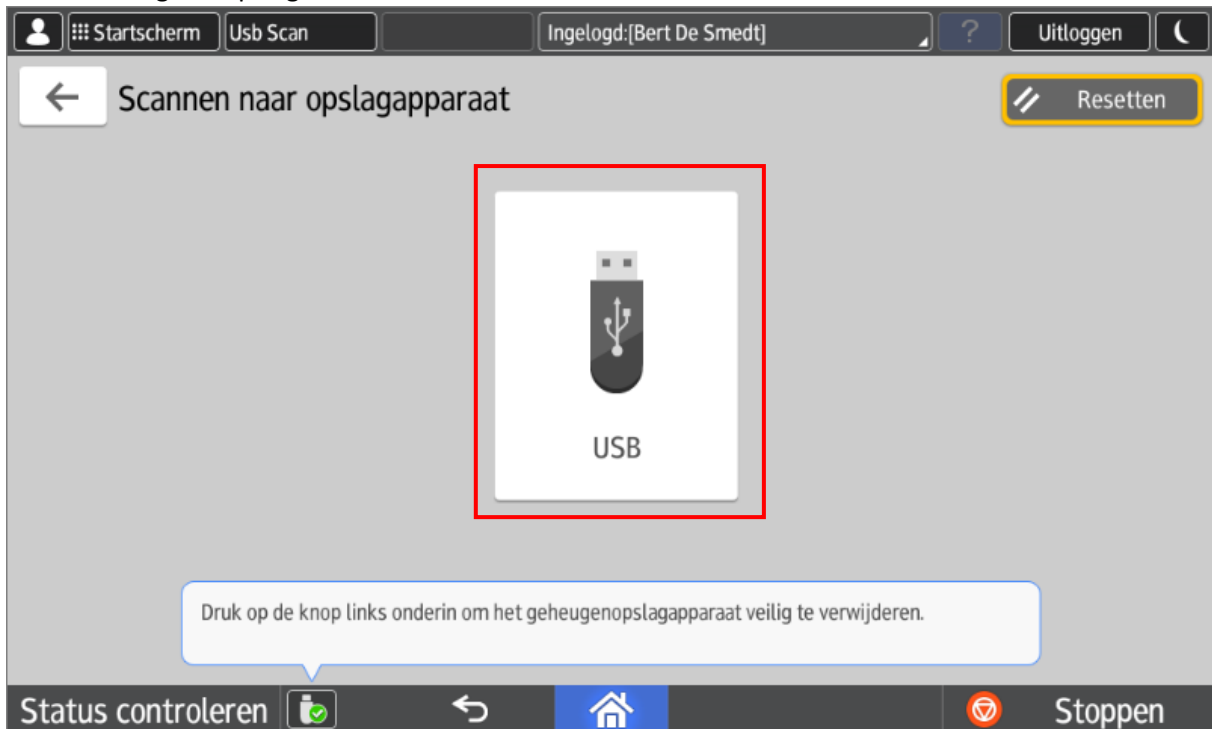 Startscherm
Usb Scan
Ingelogd:[Bert De Smedt]
?
Uitloggen
Scannen naar opslagapparaat
Resetten
USB
Druk op de knop links onderin om het geheugenopslagapparaat veilig te verwijderen.
Status controleren
Stoppen